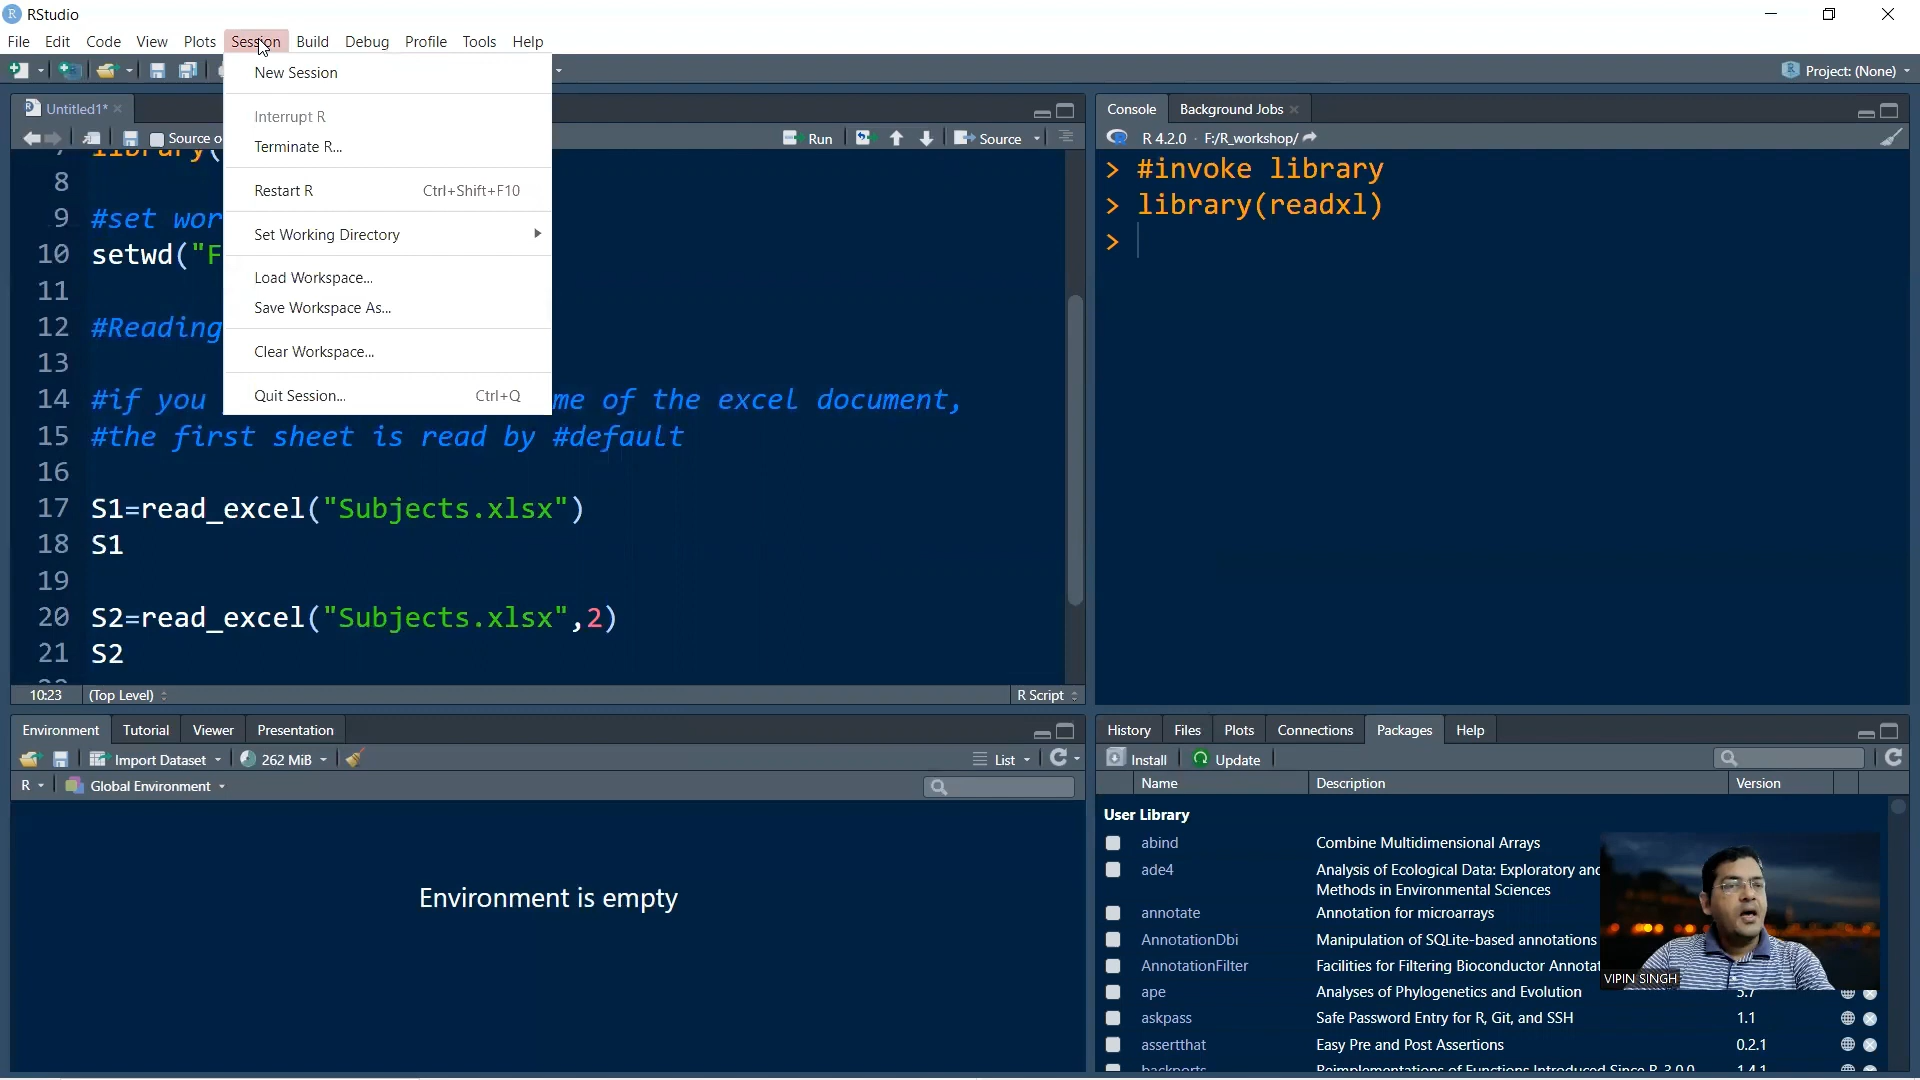 RStudio
File Edit Code View Plots Session Build Debug Profile Tools Help
Project: (None)
New Session
Interrupt R
Terminate R...
Restart R Ctrl+Shift+F10
Set Working Directory
Load Workspace...
Save Workspace As...
Clear Workspace...
Quit Session... Ctrl+Q
Untitled1*
Source o
Run
Source
8
9 #set wor
10 setwd("F
11
12 #Reading
13
14 #if you me of the excel document,
15 #the first sheet is read by #default
16
17 S1=read_excel("Subjects.xlsx")
18 S1
19
20 S2=read_excel("Subjects.xlsx",2)
21 S2
10:23 (Top Level) R Script
Console Background Jobs
R 4.2.0 · F:/R_workshop/
> #invoke library
> library(readxl)
>
Environment Tutorial Viewer Presentation
Import Dataset 262 MiB List
R Global Environment
Environment is empty
History Files Plots Connections Packages Help
Install Update
Name Description Version
User Library
abind Combine Multidimensional Arrays
ade4 Analysis of Ecological Data: Exploratory and
Methods in Environmental Sciences
annotate Annotation for microarrays
AnnotationDbi Manipulation of SQLite-based annotations
AnnotationFilter Facilities for Filtering Bioconductor Annotat
ape Analyses of Phylogenetics and Evolution 5.7
askpass Safe Password Entry for R, Git, and SSH 1.1
assertthat Easy Pre and Post Assertions 0.2.1
VIPIN SINGH